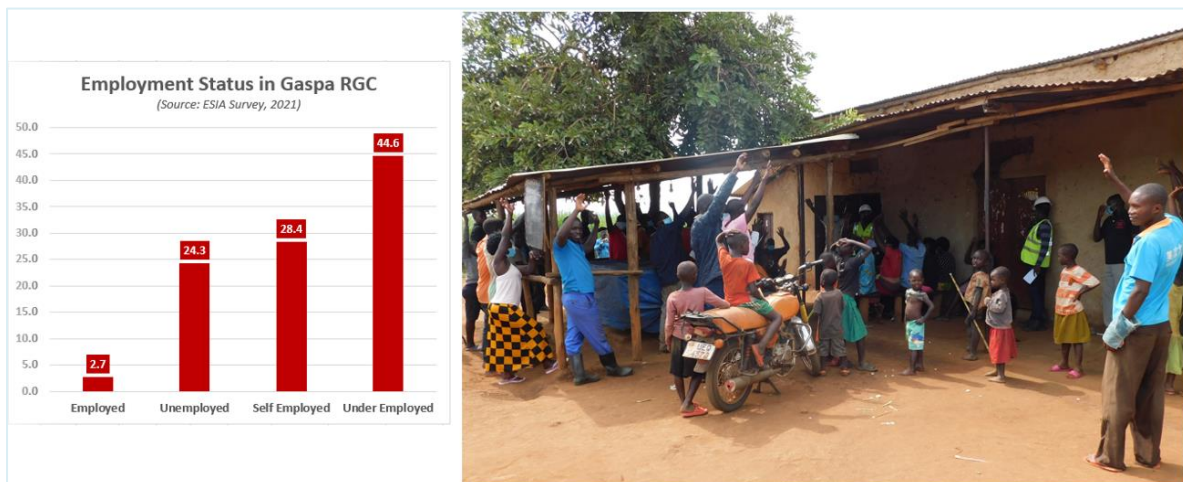 Employment Status in Gaspa RGC
(Source: ESIA Survey, 2021)
50.0
45.0
40.0
35.0
30.0
25.0
20.0
15.0
10.0
5.0
0.0
2.7
24.3
28.4
44.6
Employed
Unemployed
Self Employed
Under Employed